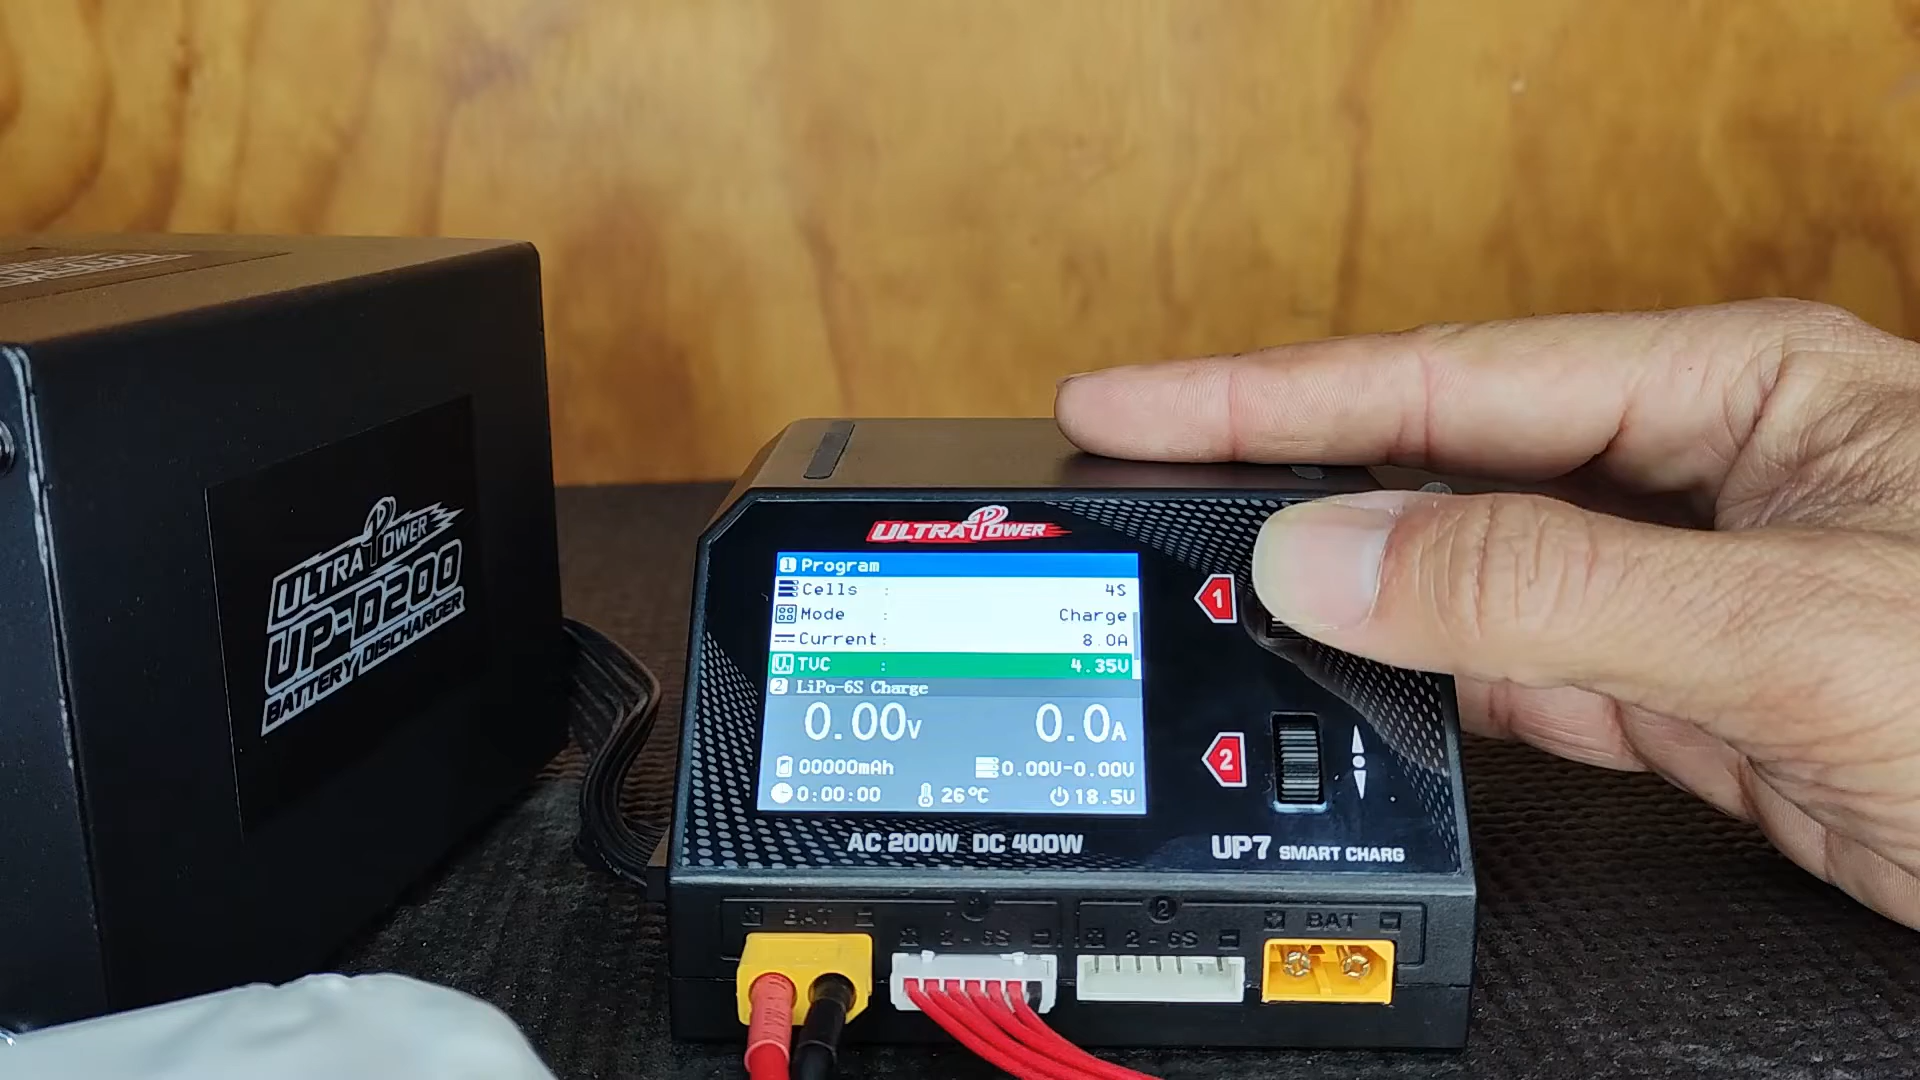 ULTRA POWER
UP-D200
BATTERY DISCHARGER
ULTRA POWER
1 Program
Cells : 4S
Mode : Charge
Current: 8.0A
TVC : 4.35V
2 LiPo-6S Charge
0.00V 0.0A
00000mAh 0.00V-0.00V
0:00:00 26°C 18.5V
1
2
AC 200W DC 400W
UP7 SMART CHARG
BAT
2 - 6S
2
2 - 6S
BAT